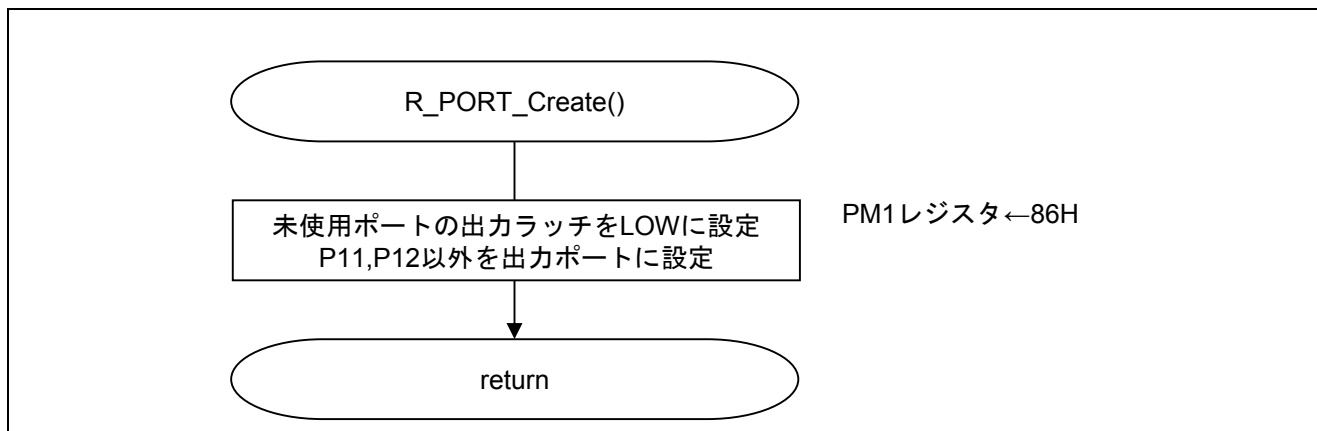 R_PORT_Create()
未使用ポートの出力ラッチをLOWに設定
P11,P12以外を出力ポートに設定
PM1レジスタ←86H
return